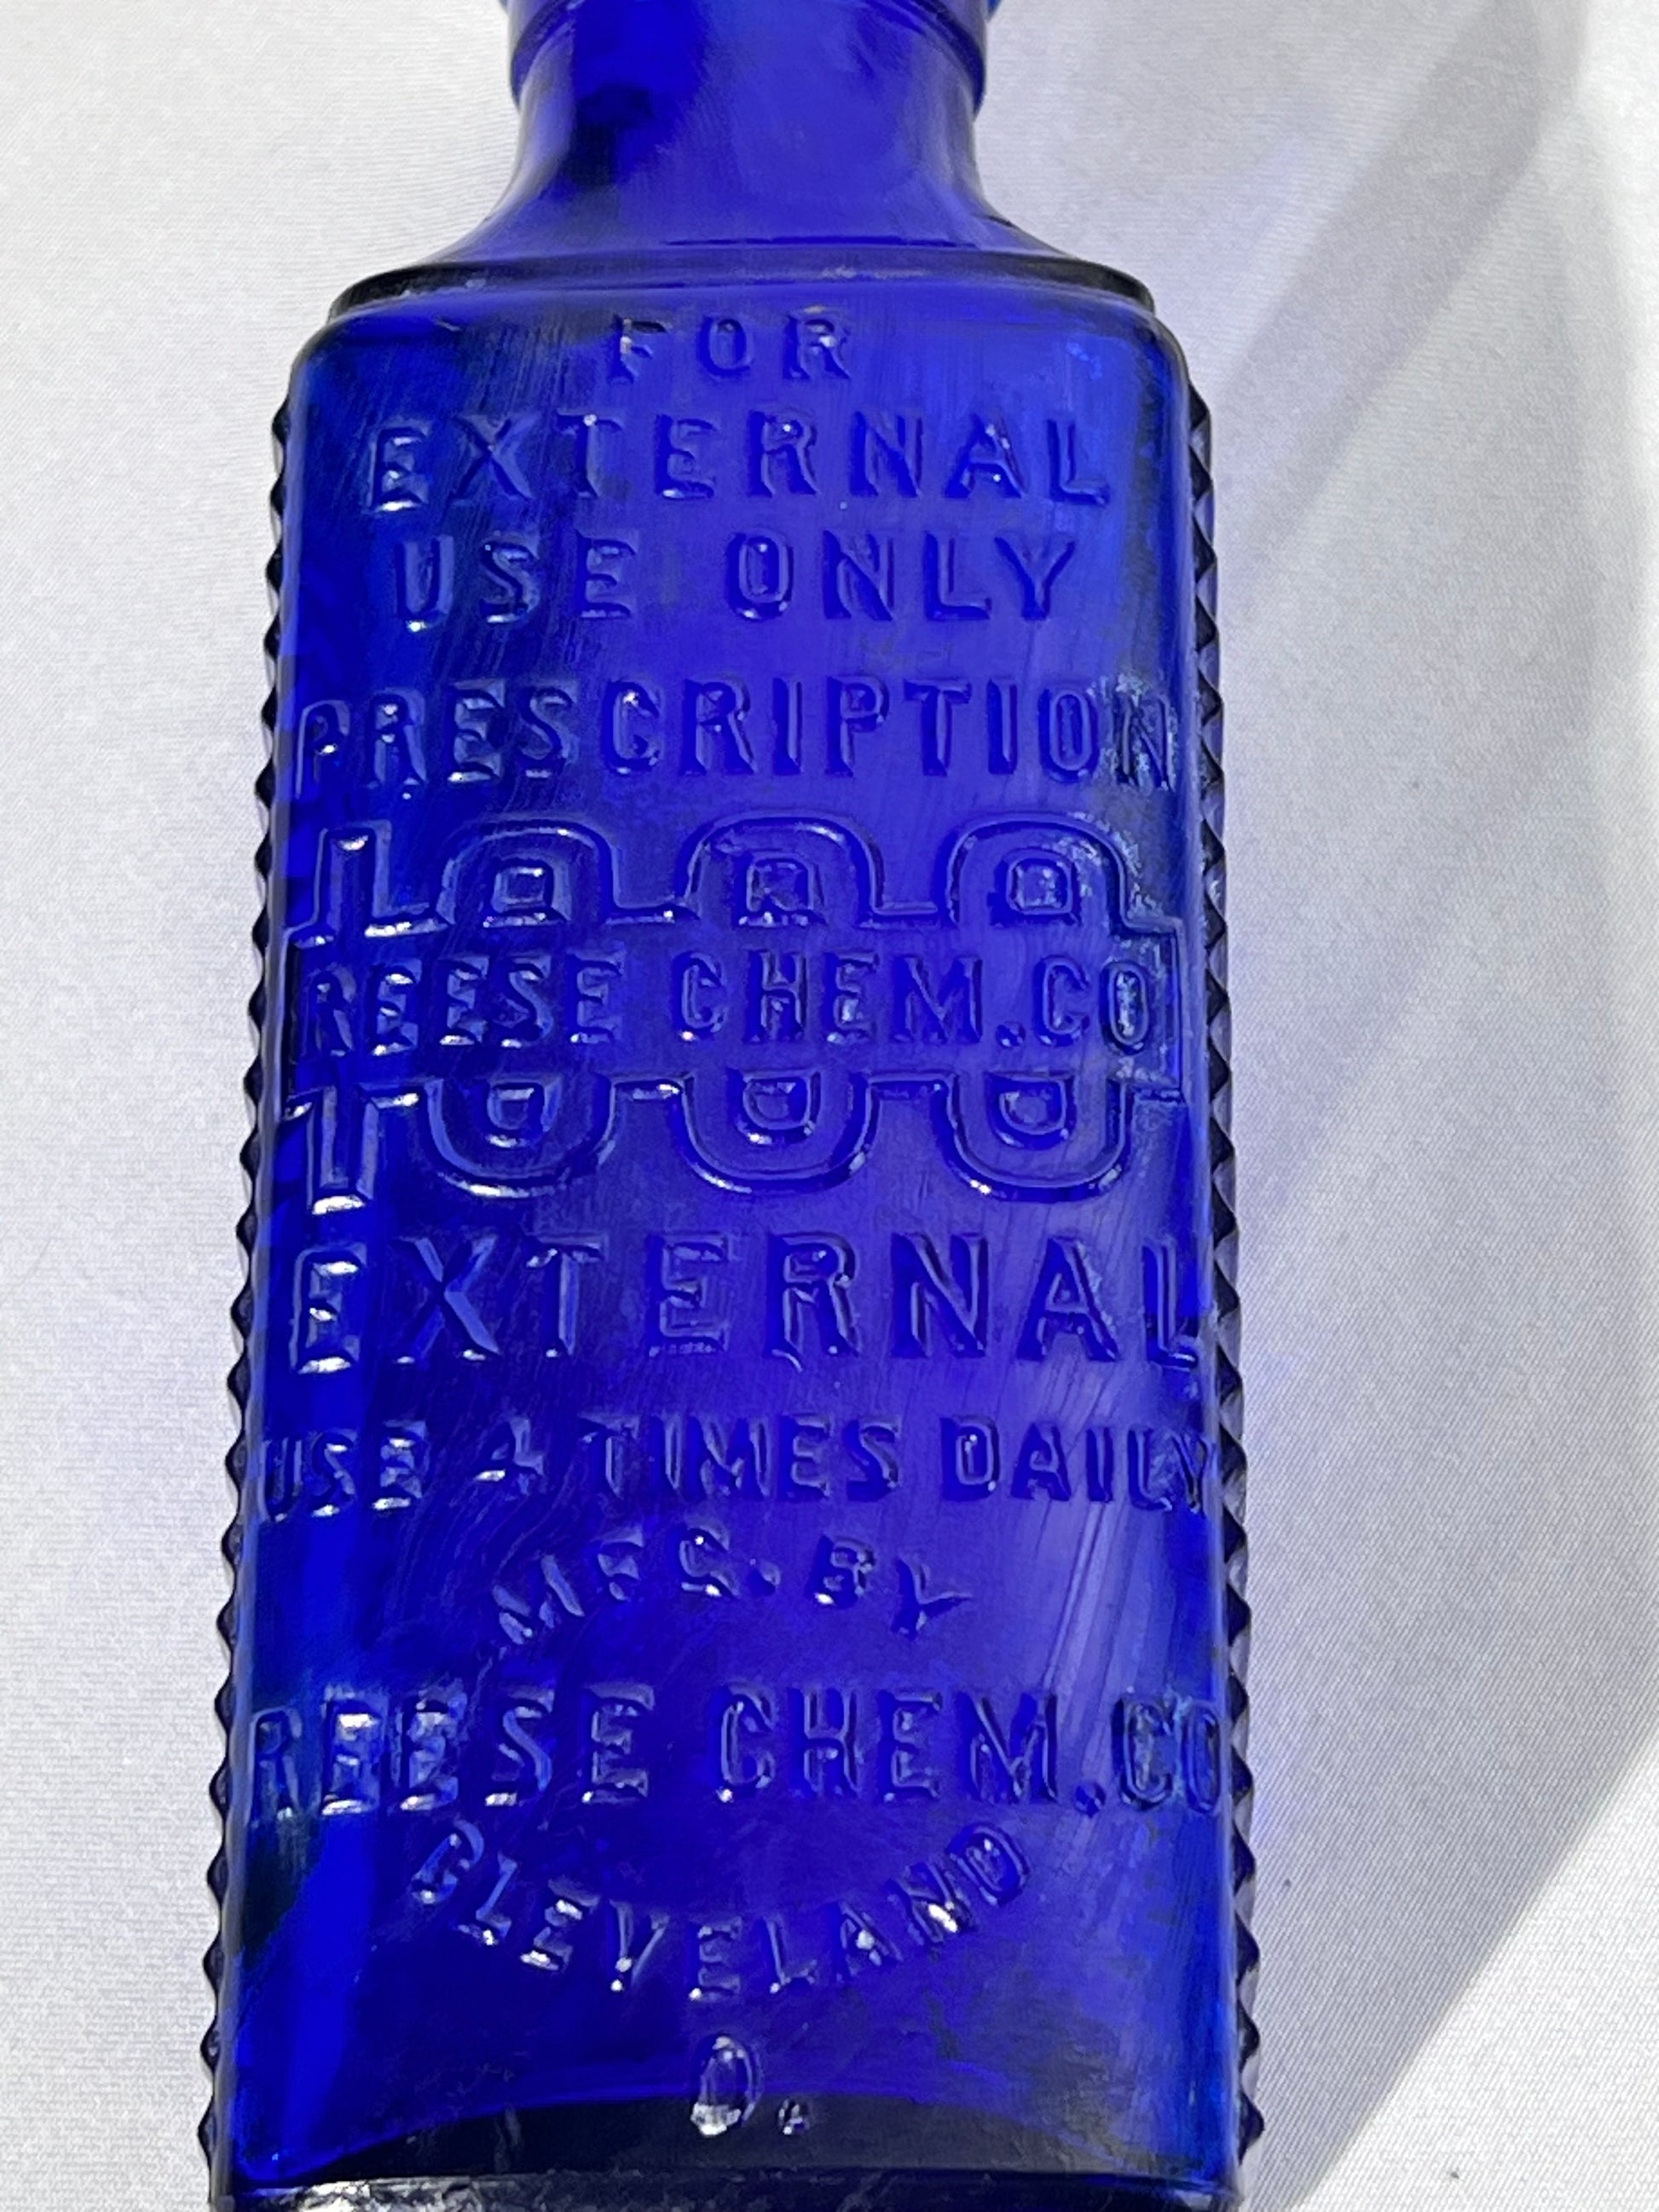 FOR
EXTERNAL
USE ONLY
PRESCRIPTION
1000
REESE CHEM.CO
EXTERNAL
USE 4 TIMES DAILY
MFG. BY
REESE CHEM.CO
CLEVELAND
O.